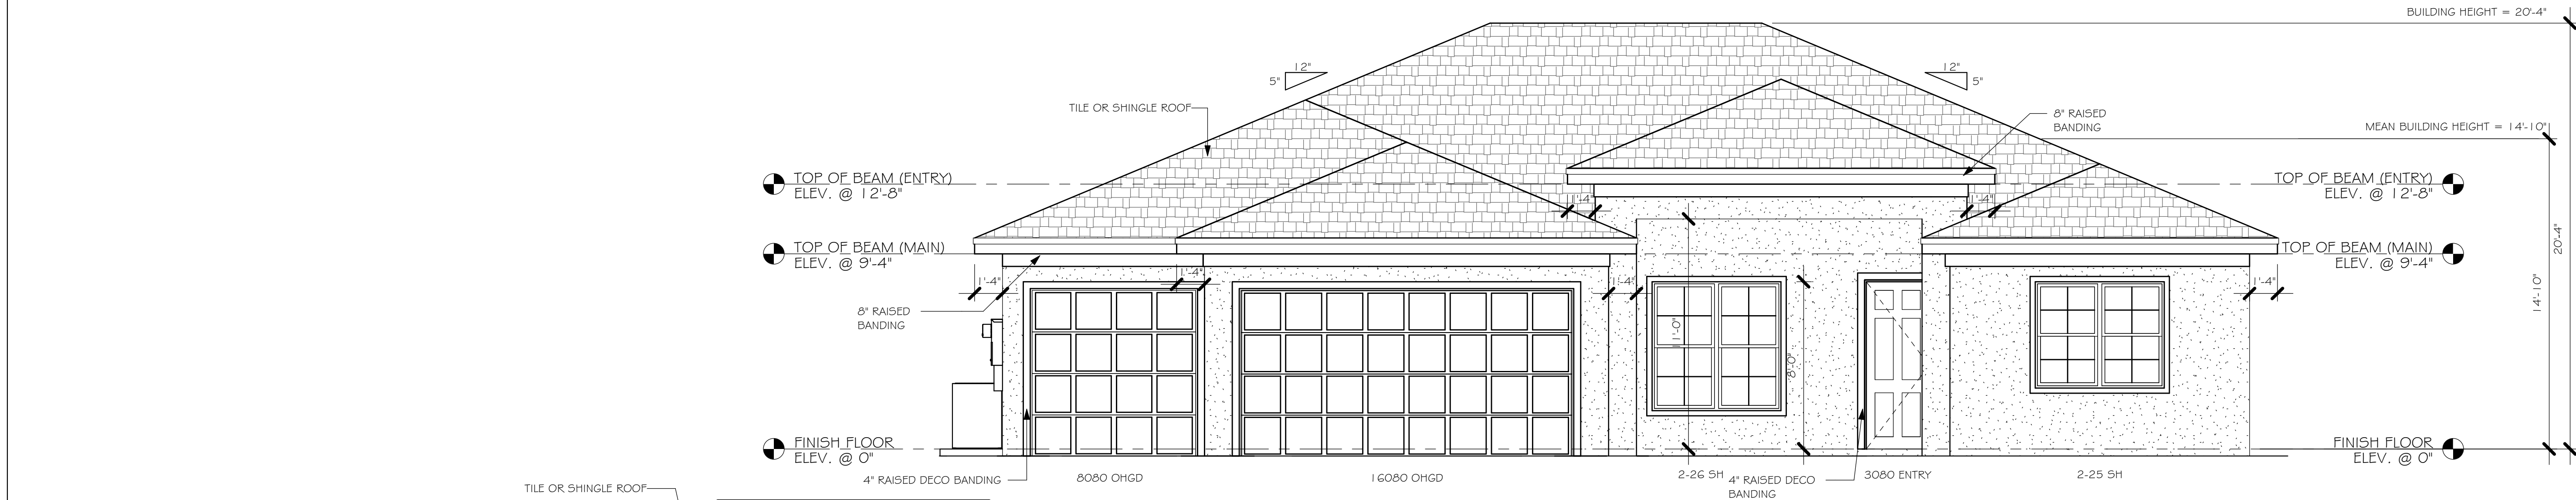 BUILDING HEIGHT = 20'-4"
12"
5"
12"
5"
TILE OR SHINGLE ROOF
8" RAISED
BANDING
MEAN BUILDING HEIGHT = 14'-10"
TOP OF BEAM (ENTRY)
ELEV. @ 12'-8"
TOP OF BEAM (ENTRY)
ELEV. @ 12'-8"
1'-4"
1'-4"
TOP OF BEAM (MAIN)
ELEV. @ 9'-4"
TOP OF BEAM (MAIN)
ELEV. @ 9'-4"
20'-4"
1'-4"
1'-4"
1'-4"
1'-4"
14'-10"
8" RAISED
BANDING
11'-0"
8'-0"
FINISH FLOOR
ELEV. @ 0"
FINISH FLOOR
ELEV. @ 0"
4" RAISED DECO BANDING
8080 OHGD
16080 OHGD
2-26 SH
4" RAISED DECO
BANDING
3080 ENTRY
2-25 SH
TILE OR SHINGLE ROOF